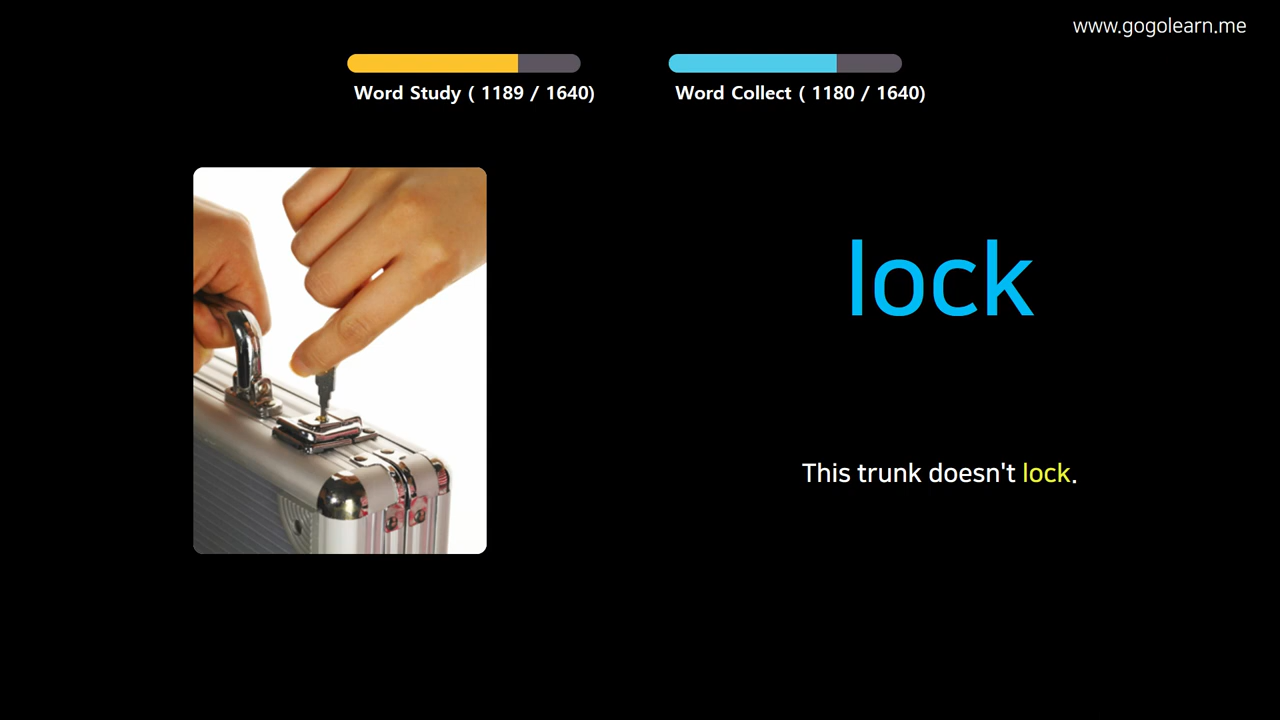 www.gogolearn.me
Word Study ( 1189 / 1640)
Word Collect ( 1180 / 1640)
lock
This trunk doesn't lock.